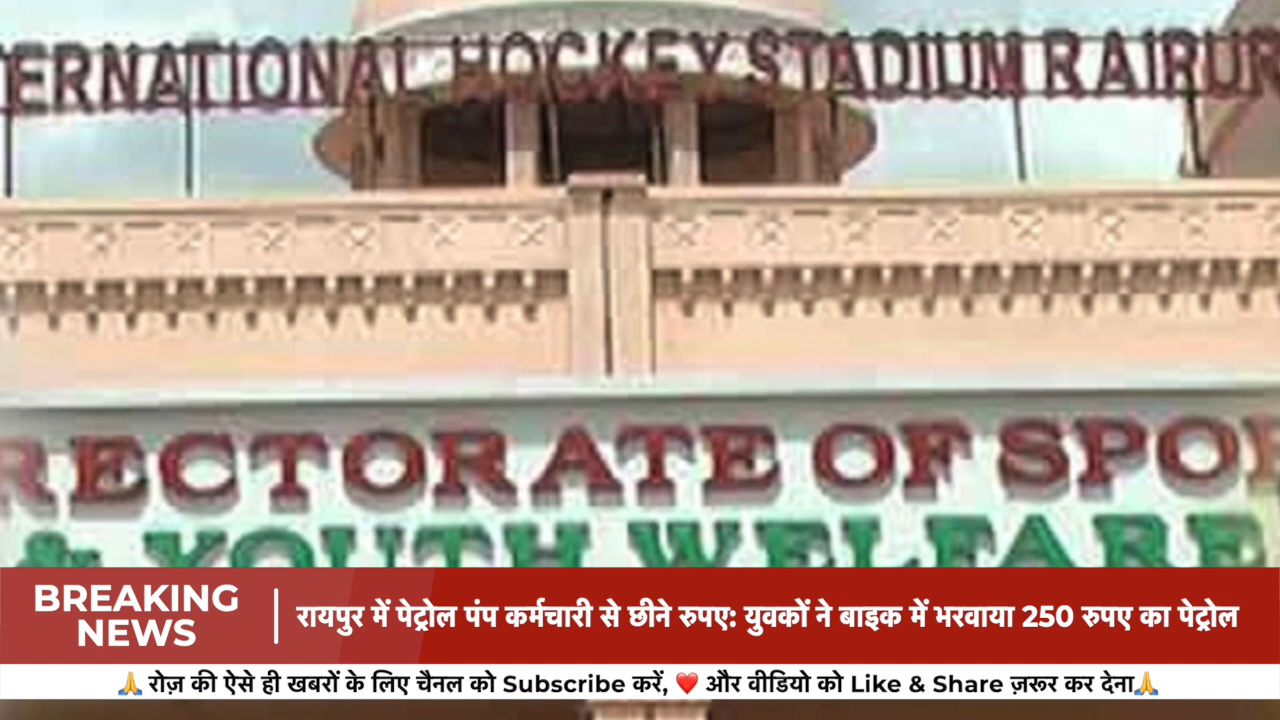 ERNATIONAL HOCKEY STADIUM RAIPUR
RECTORATE OF SPOR
& YOUTH WELFARE
BREAKING NEWS
रायपुर में पेट्रोल पंप कर्मचारी से छीने रुपए: युवकों ने बाइक में भरवाया 250 रुपए का पेट्रोल
🙏 रोज़ की ऐसे ही खबरों के लिए चैनल को Subscribe करें, ❤️ और वीडियो को Like & Share ज़रूर कर देना🙏